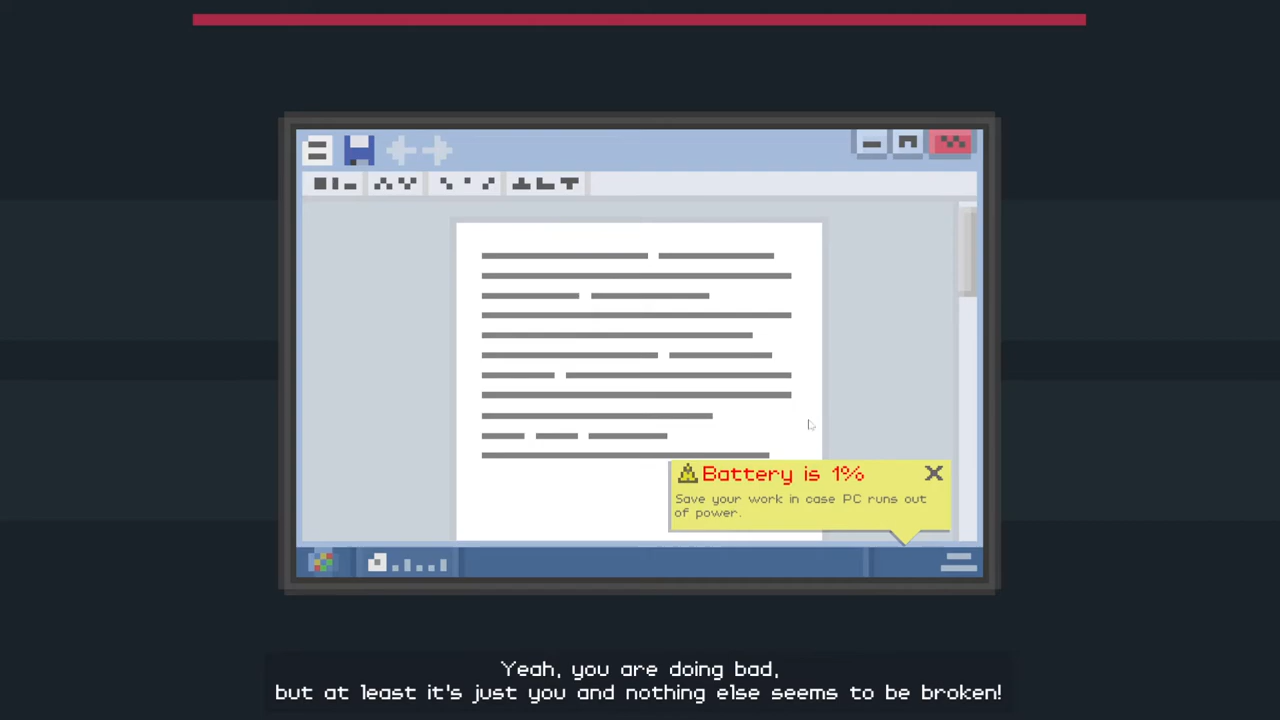 Battery is 1%
Save your work in case PC runs out
of power.
Yeah, you are doing bad,
but at least it's just you and nothing else seems to be broken!